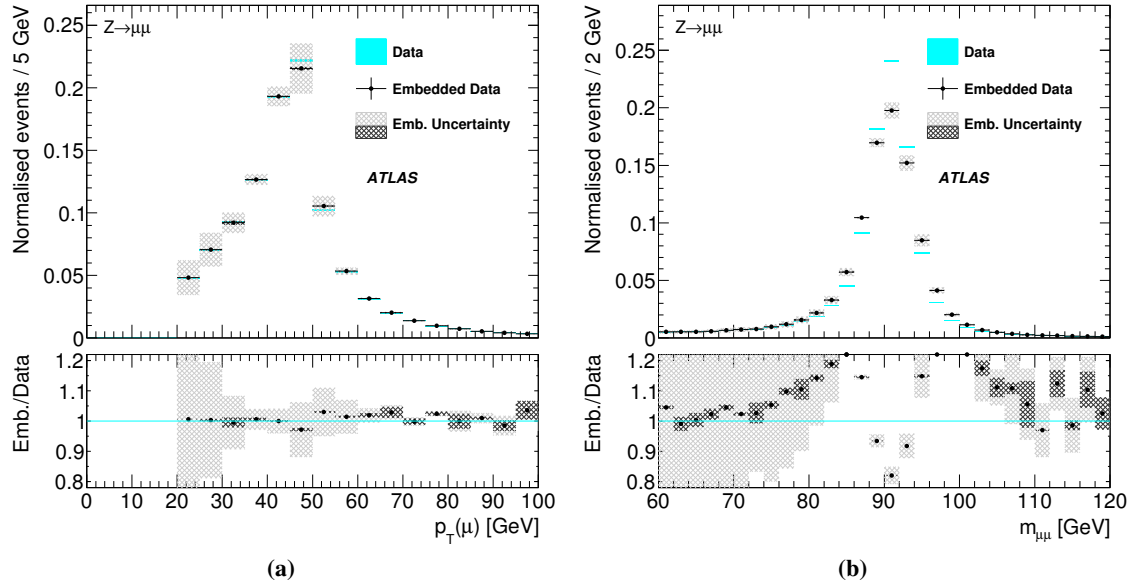 Normalised events / 5 GeV
0.25
0.2
0.15
0.1
0.05
0
Z→μμ
Data
Embedded Data
Emb. Uncertainty
ATLAS
Emb./Data
1.2
1.1
1
0.9
0.8
0 10 20 30 40 50 60 70 80 90 100
p_T(μ) [GeV]
(a)
Normalised events / 2 GeV
0.25
0.2
0.15
0.1
0.05
0
Z→μμ
Data
Embedded Data
Emb. Uncertainty
ATLAS
Emb./Data
1.2
1.1
1
0.9
0.8
60 70 80 90 100 110 120
m_μμ [GeV]
(b)